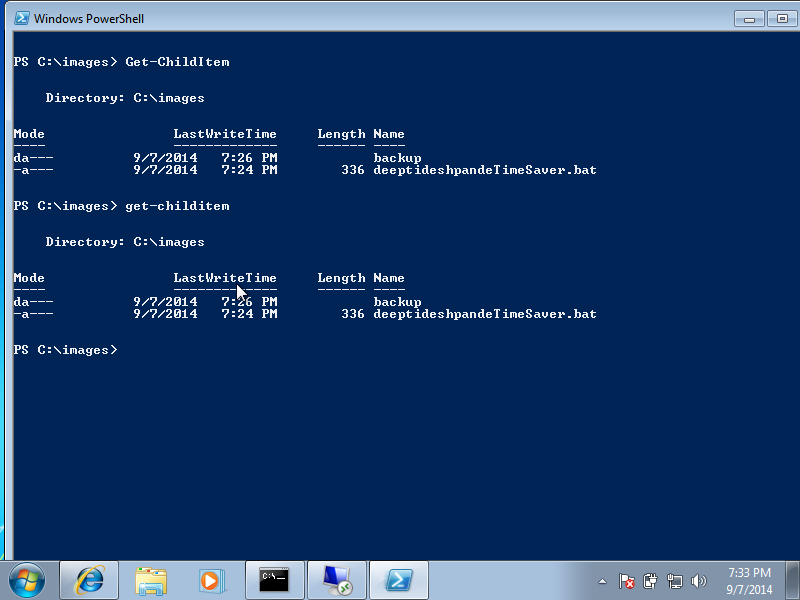 Windows PowerShell
PS C:\images> Get-ChildItem
Directory: C:\images
Mode LastWriteTime Length Name
---- ------------- ------ ----
da--- 9/7/2014 7:26 PM backup
-a--- 9/7/2014 7:24 PM 336 deeptideshpandeTimeSaver.bat
PS C:\images> get-childitem
Directory: C:\images
Mode LastWriteTime Length Name
---- ------------- ------ ----
da--- 9/7/2014 7:26 PM backup
-a--- 9/7/2014 7:24 PM 336 deeptideshpandeTimeSaver.bat
PS C:\images>
C:\_
7:33 PM
9/7/2014